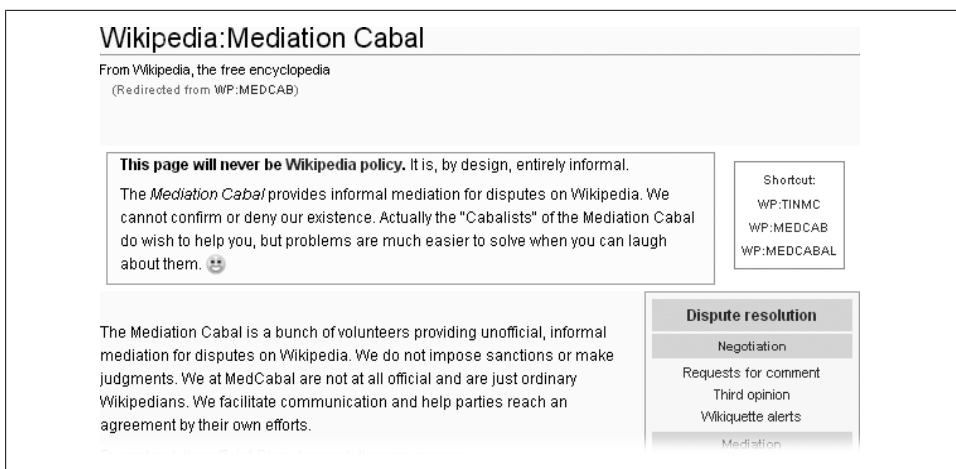 Wikipedia:Mediation Cabal
From Wikipedia, the free encyclopedia
(Redirected from WP:MEDCAB)
This page will never be Wikipedia policy. It is, by design, entirely informal.
The Mediation Cabal provides informal mediation for disputes on Wikipedia. We
cannot confirm or deny our existence. Actually the "Cabalists" of the Mediation Cabal
do wish to help you, but problems are much easier to solve when you can laugh
about them.
Shortcut:
WP:TINMC
WP:MEDCAB
WP:MEDCABAL
The Mediation Cabal is a bunch of volunteers providing unofficial, informal
mediation for disputes on Wikipedia. We do not impose sanctions or make
judgments. We at MedCabal are not at all official and are just ordinary
Wikipedians. We facilitate communication and help parties reach an
agreement by their own efforts.
Dispute resolution
Negotiation
Requests for comment
Third opinion
Wikiquette alerts
Mediation